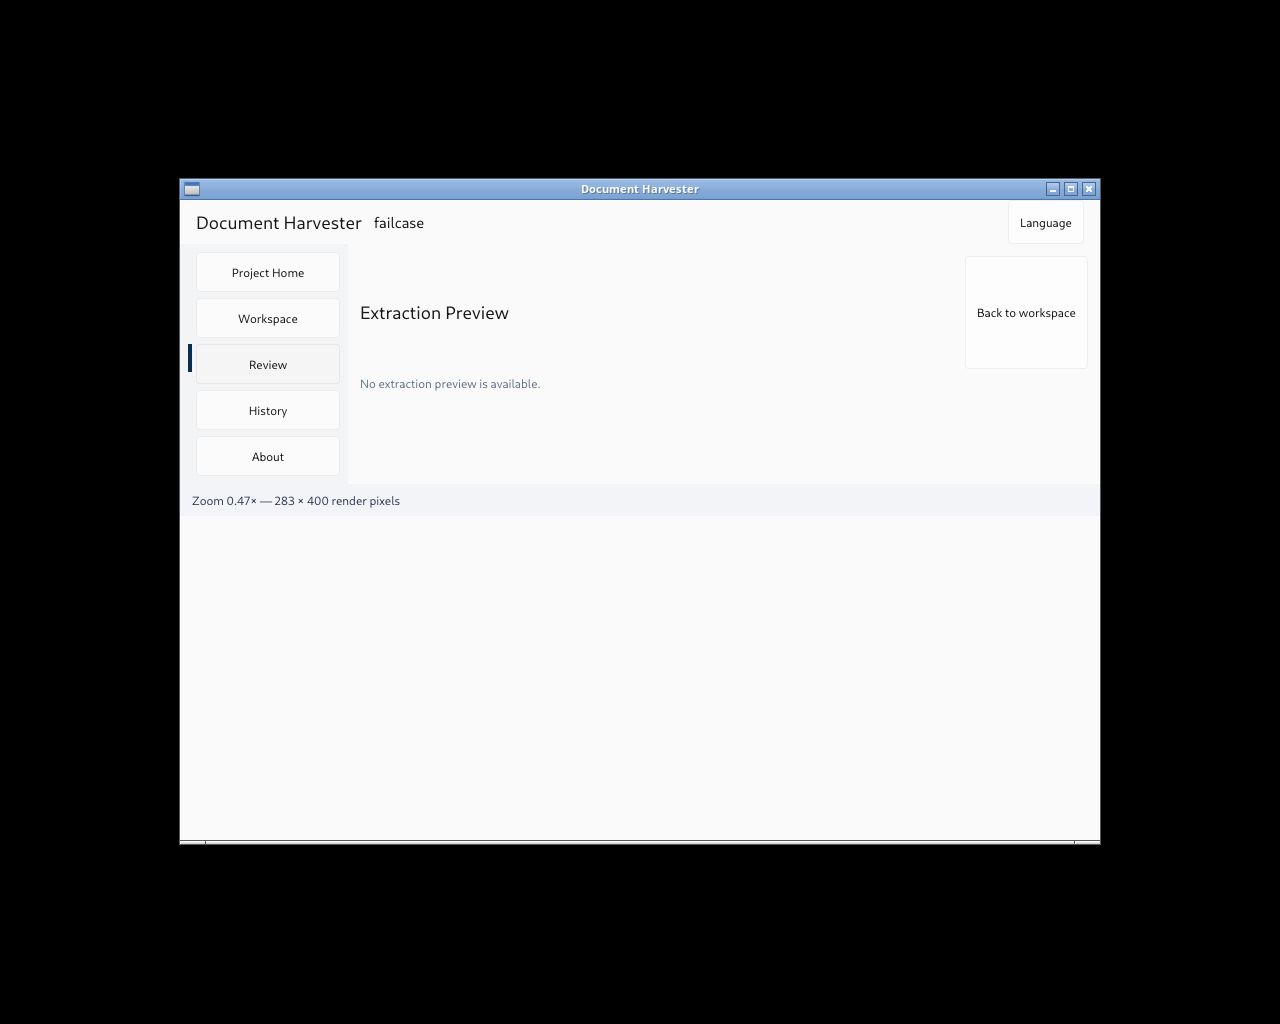 Document Harvester
Document Harvester failcase
Language
Project Home
Workspace
Review
History
About
Extraction Preview
Back to workspace
No extraction preview is available.
Zoom 0.47× — 283 × 400 render pixels